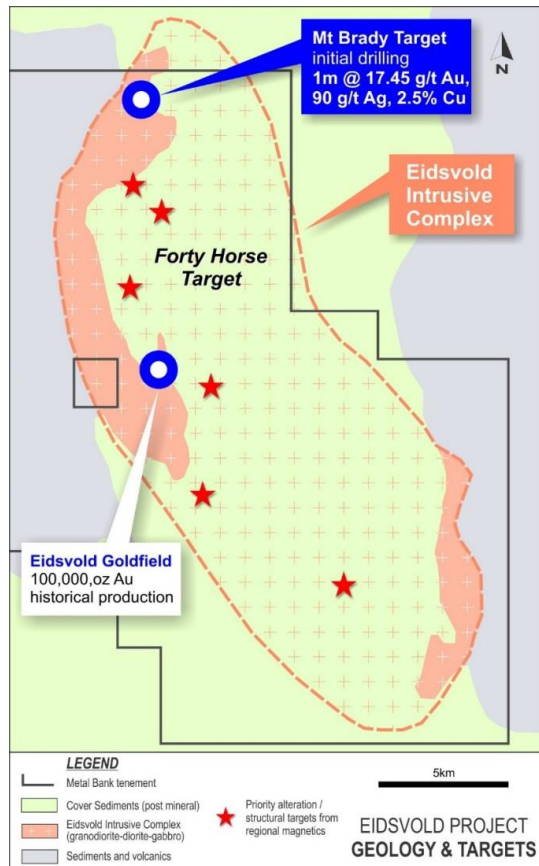 Mt Brady Target
initial drilling
1m @ 17.45 g/t Au,
90 g/t Ag, 2.5% Cu
N
Eidsvold
Intrusive
Complex
Forty Horse
Target
Eidsvold Goldfield
100,000,oz Au
historical production
LEGEND
Metal Bank tenement
Cover Sediments (post mineral)
Eidsvold Intrusive Complex
(granodiorite-diorite-gabbro)
Sediments and volcanics
Priority alteration /
structural targets from
regional magnetics
5km
EIDSVOLD PROJECT
GEOLOGY & TARGETS